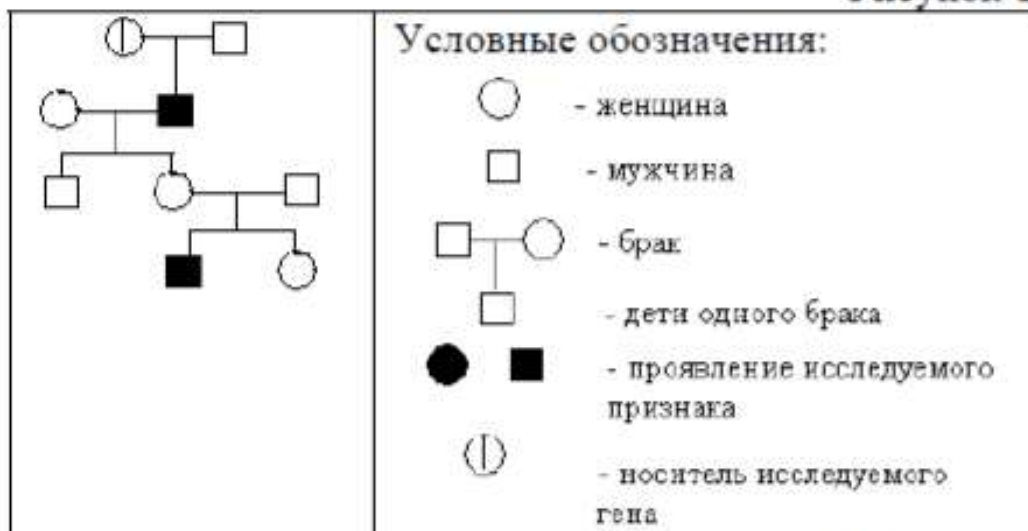 Условные обозначения:
- женщина
- мужчина
- брак
- дети одного брака
- проявление исследуемого
признака
- носитель исследуемого
гена